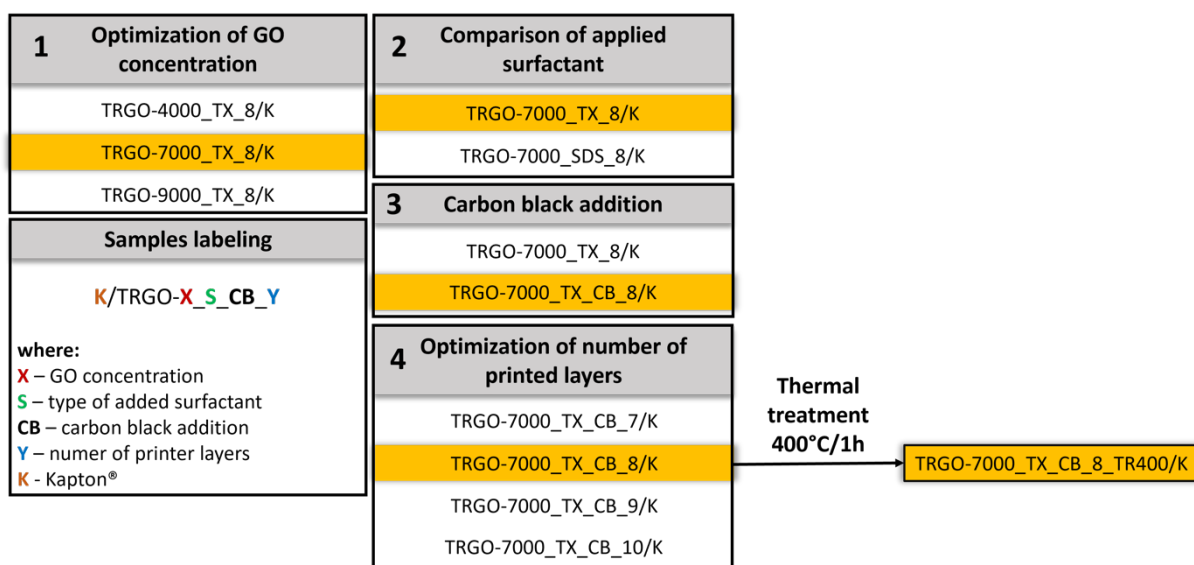 1
Optimization of GO
concentration
TRGO-4000_TX_8/K
TRGO-7000_TX_8/K
TRGO-9000_TX_8/K
Samples labeling
K/TRGO-X_S_CB_Y
where:
X – GO concentration
S – type of added surfactant
CB – carbon black addition
Y – numer of printer layers
K - Kapton®
2
Comparison of applied
surfactant
TRGO-7000_TX_8/K
TRGO-7000_SDS_8/K
3
Carbon black addition
TRGO-7000_TX_8/K
TRGO-7000_TX_CB_8/K
4
Optimization of number of
printed layers
TRGO-7000_TX_CB_7/K
TRGO-7000_TX_CB_8/K
TRGO-7000_TX_CB_9/K
TRGO-7000_TX_CB_10/K
Thermal
treatment
400°C/1h
TRGO-7000_TX_CB_8_TR400/K